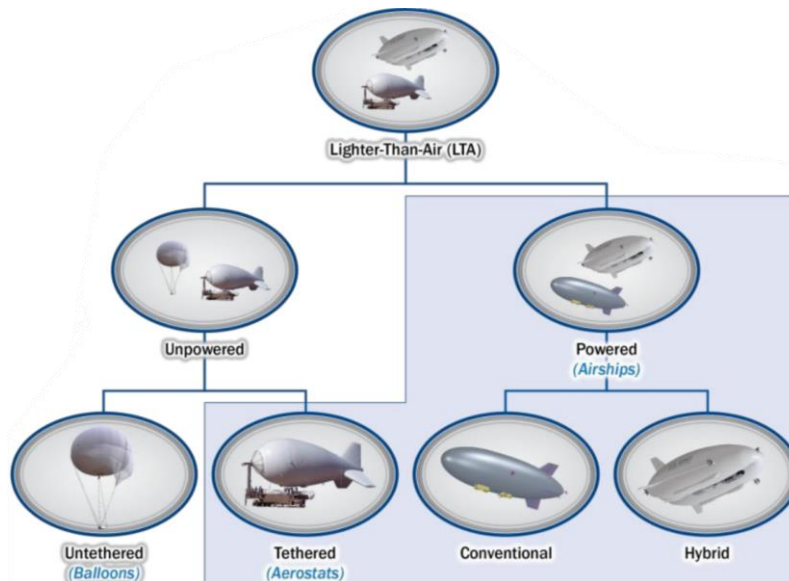 Lighter-Than-Air (LTA)
Unpowered
Powered
(Airships)
Untethered
(Balloons)
Tethered
(Aerostats)
Conventional
Hybrid